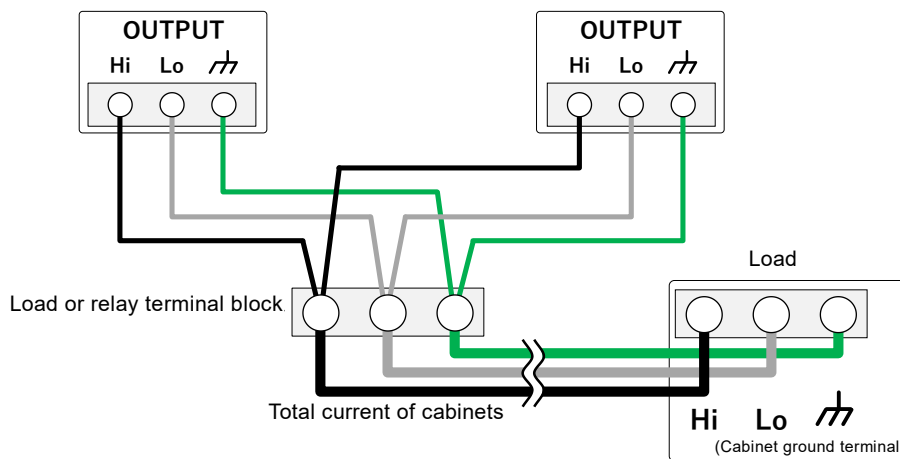 OUTPUT
Hi Lo
OUTPUT
Hi Lo
Load
Load or relay terminal block
Total current of cabinets
Hi Lo
(Cabinet ground terminal